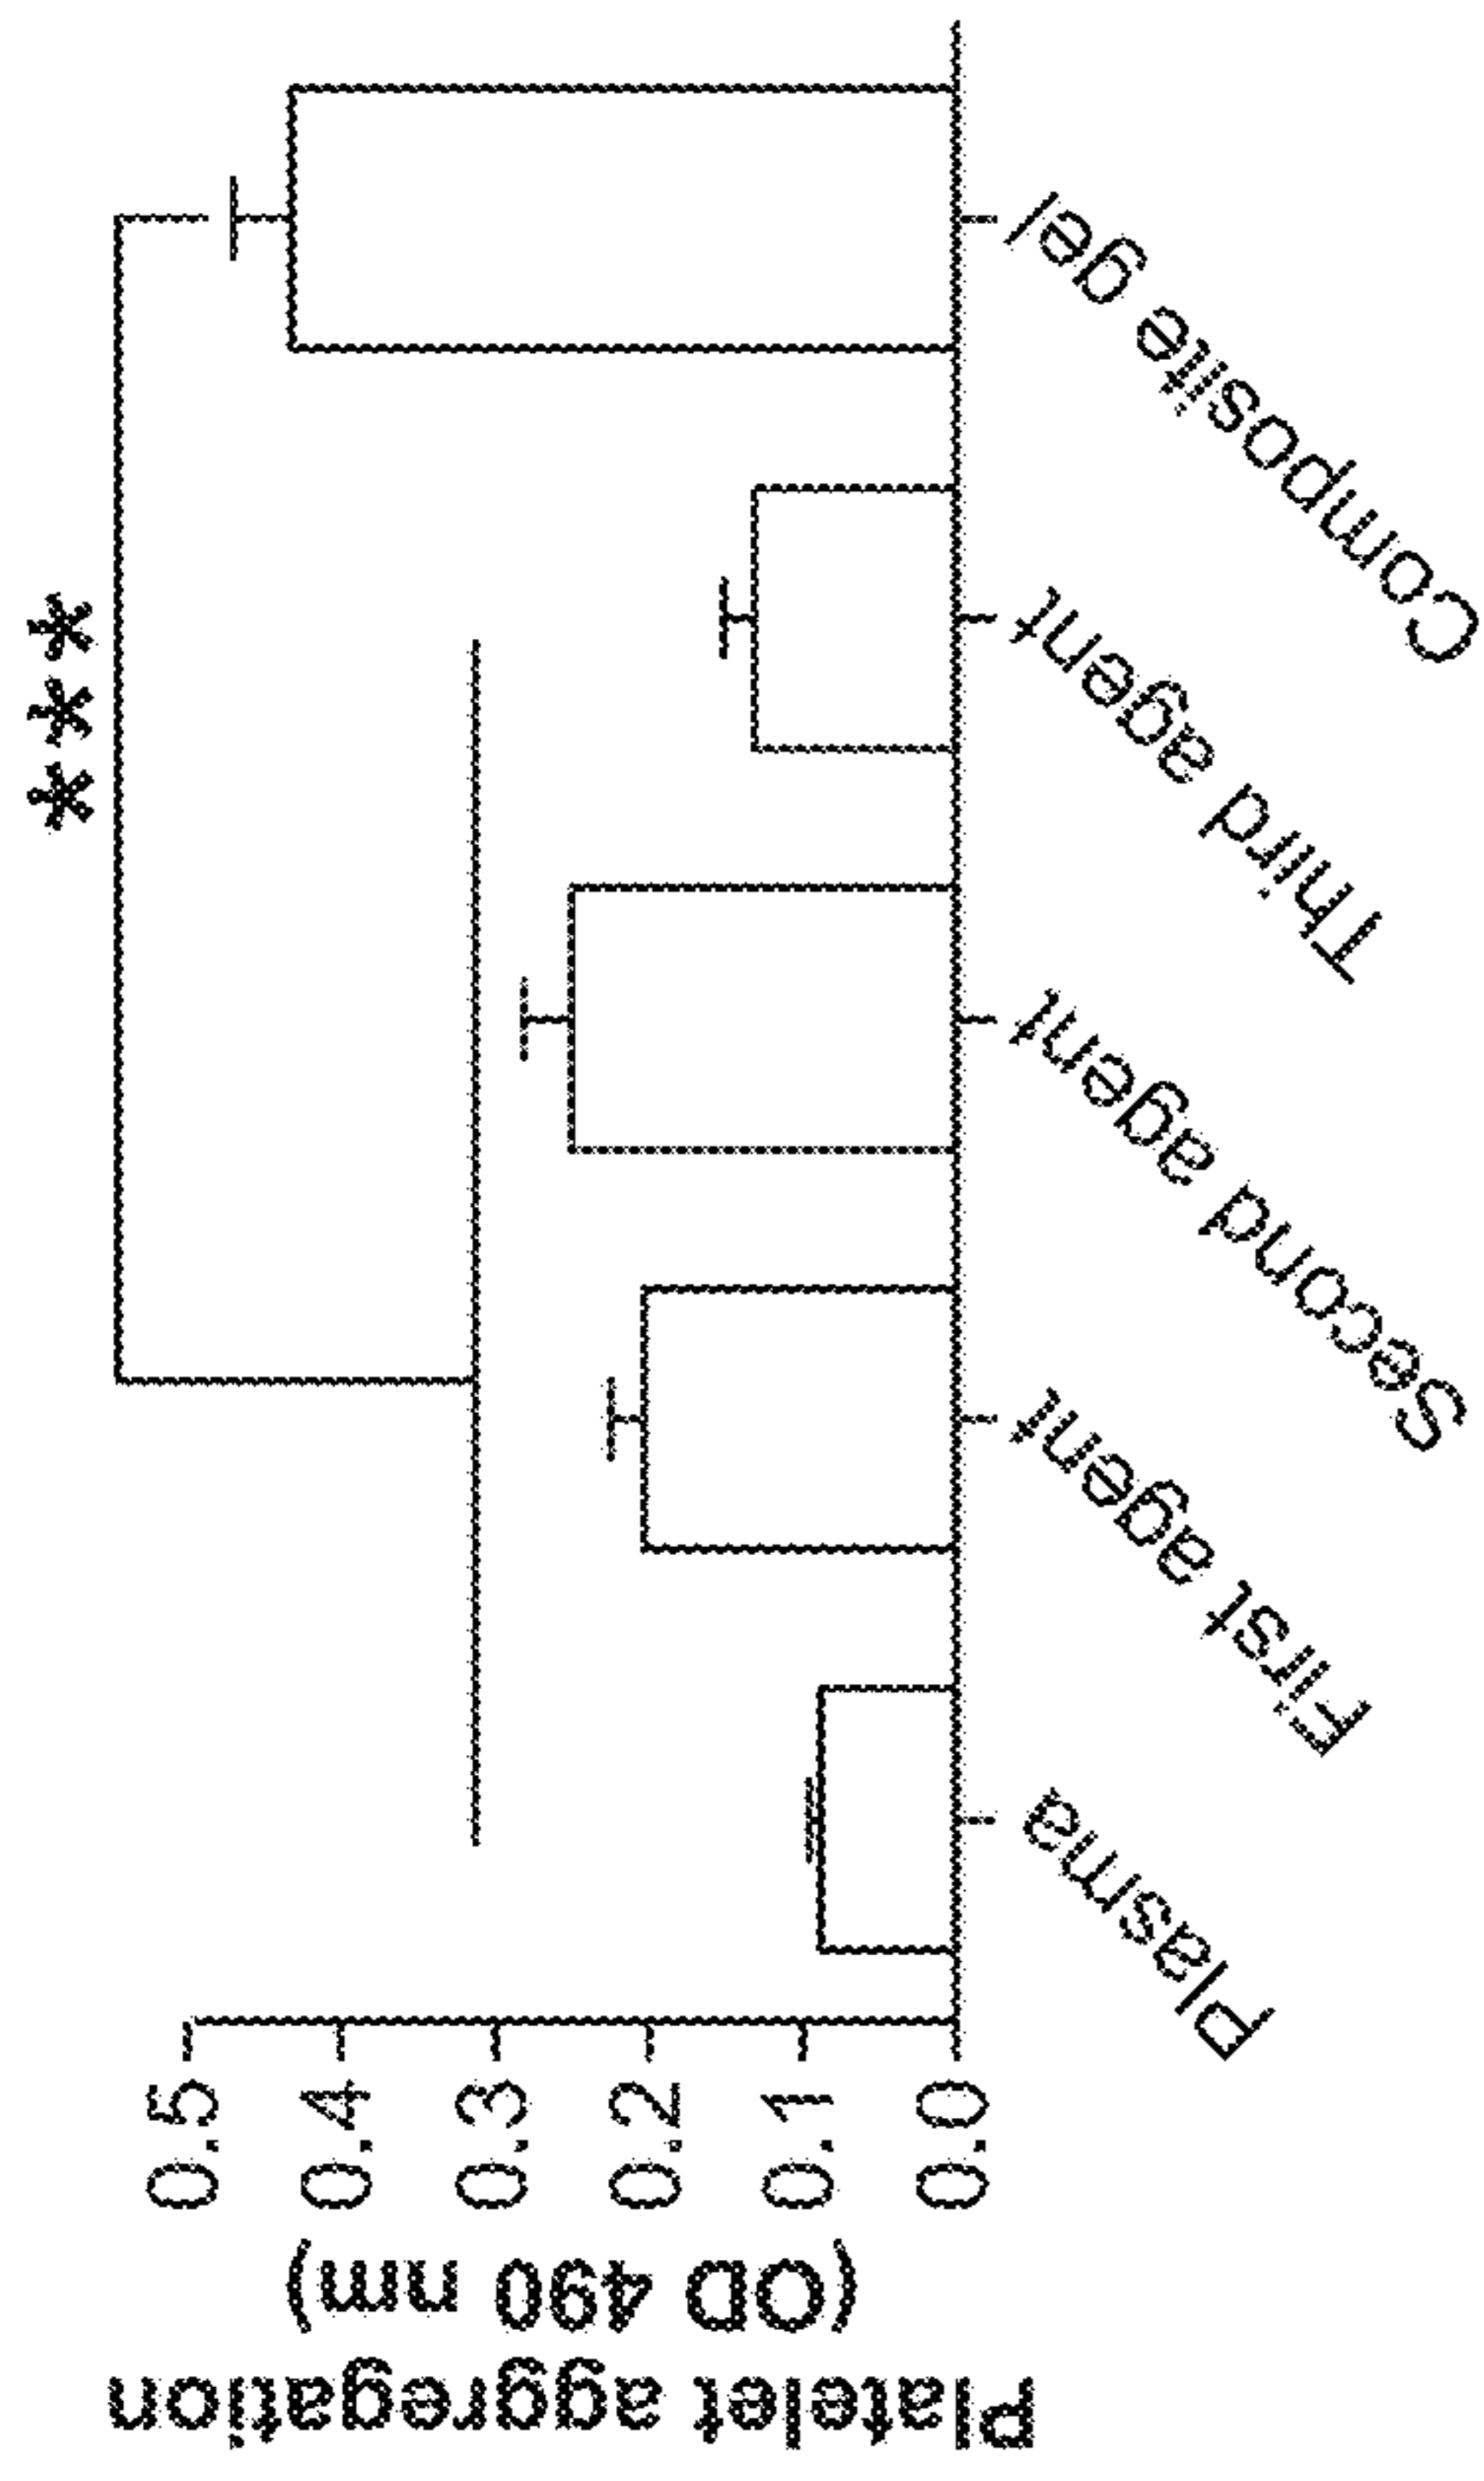 ***
Platelet aggregation
(OD 490 nm)
0.5
0.4
0.3
0.2
0.1
0.0
Plasma
First agent
Second agent
Third agent
Composite gel